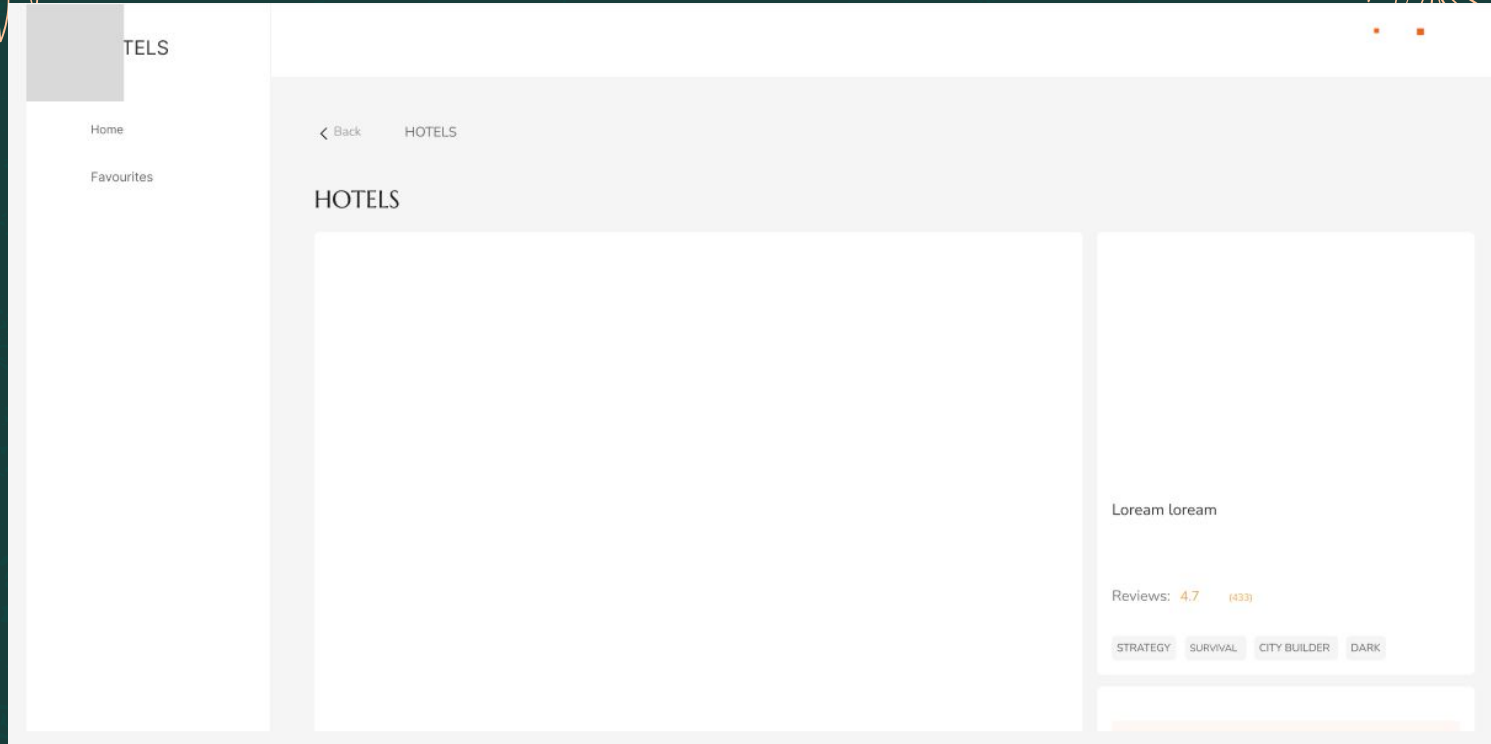 TELS
Home
Favourites
Back
HOTELS
HOTELS
Loream loream
Reviews: 4.7 (433)
STRATEGY SURVIVAL CITY BUILDER DARK